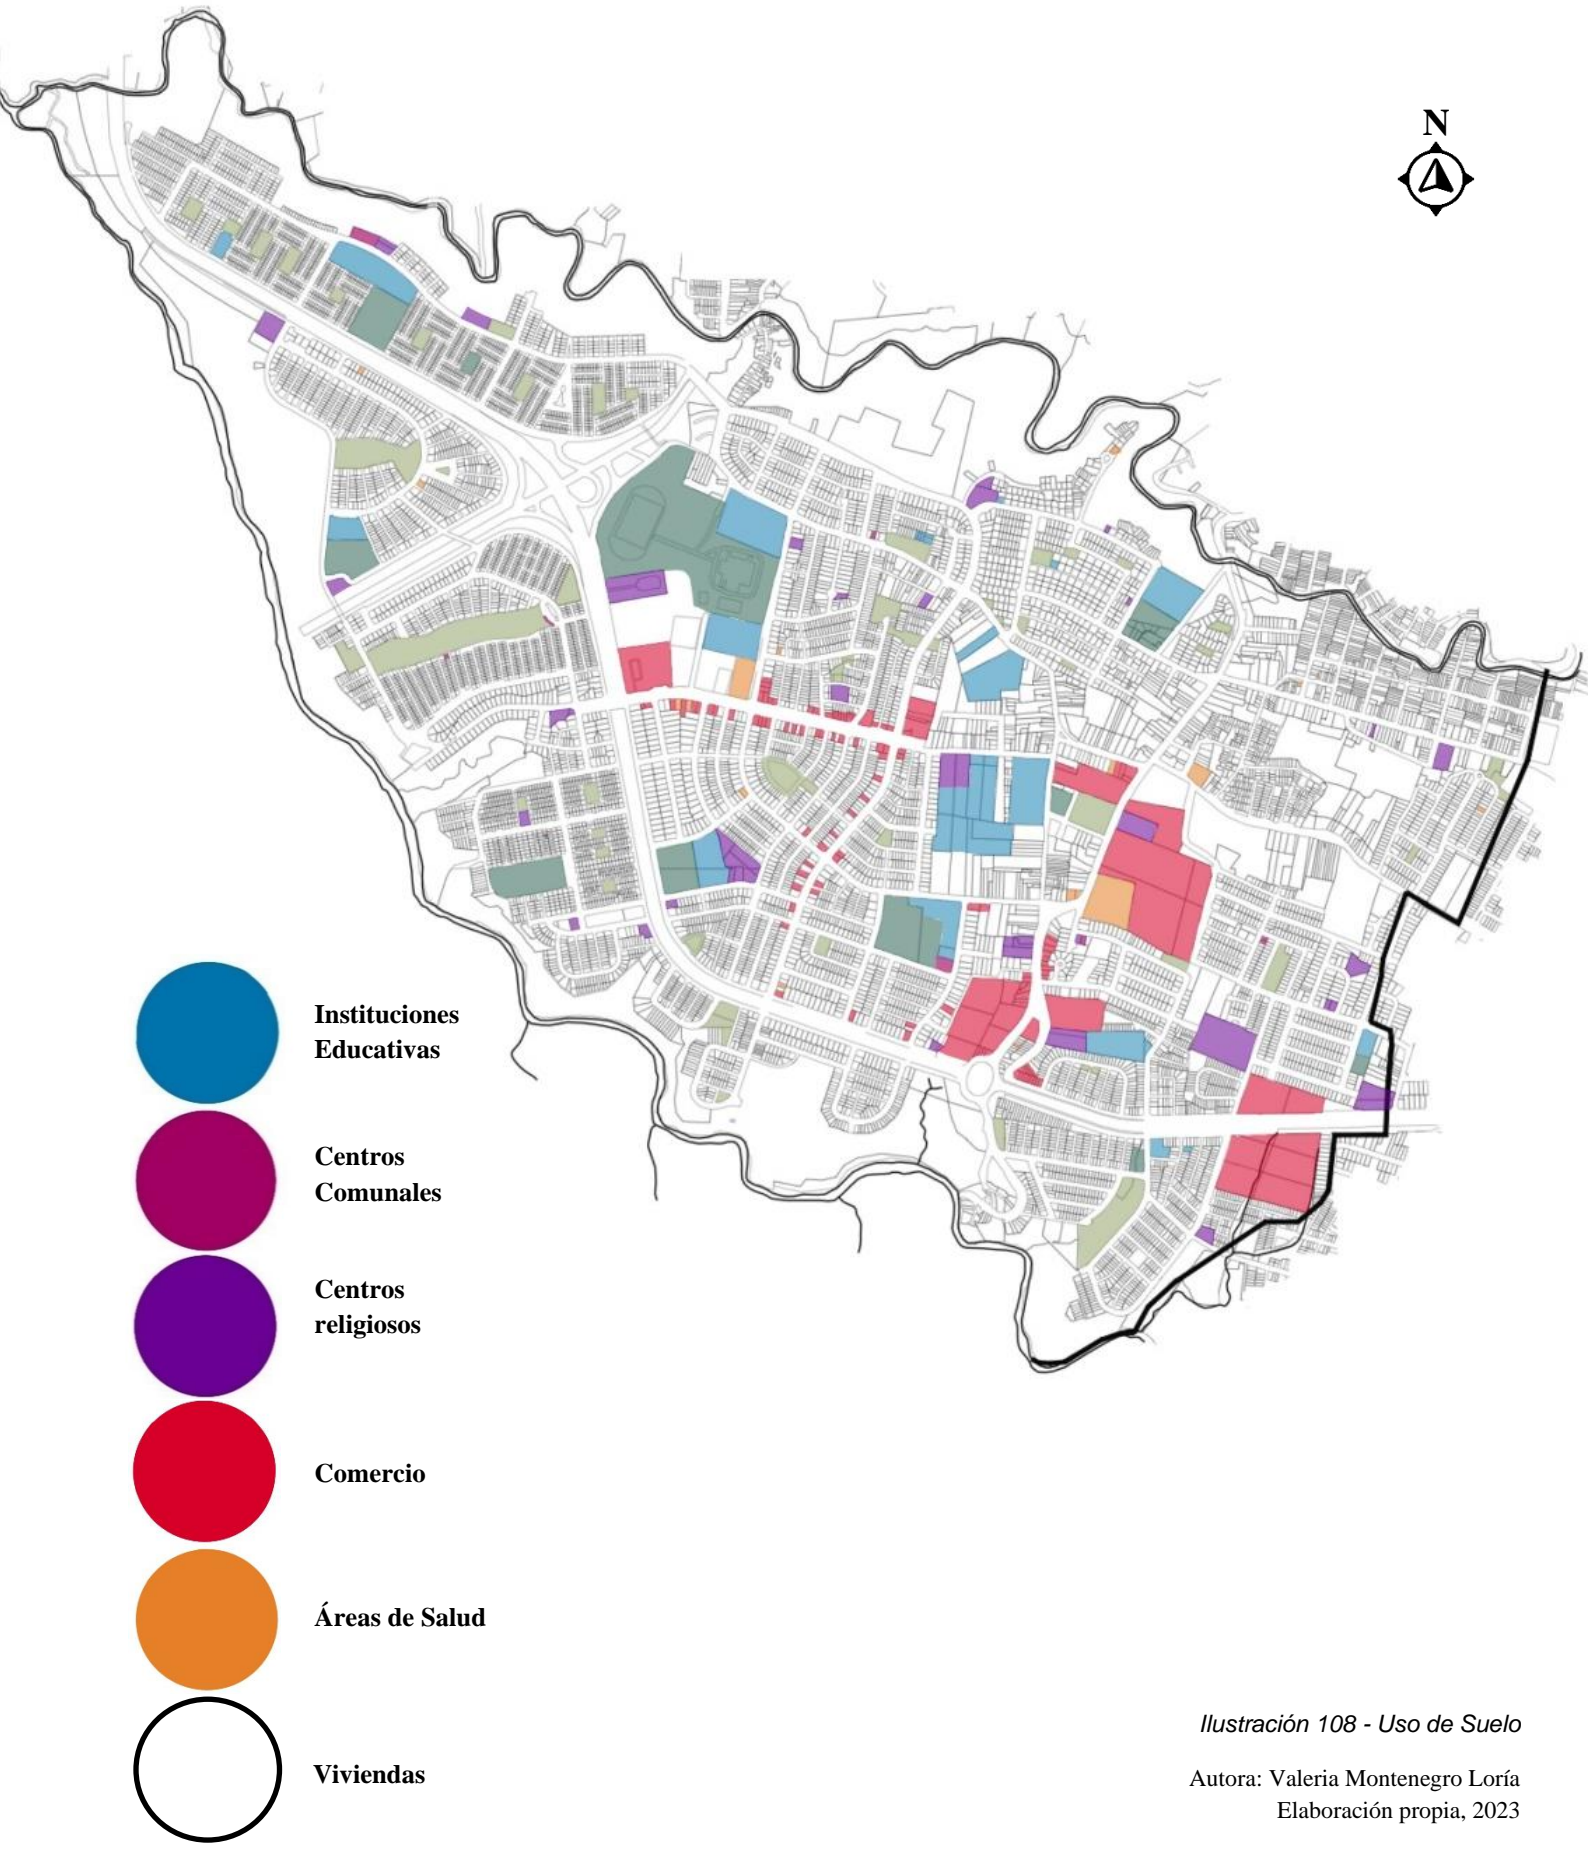 N
Instituciones
Educativas
Centros
Comunales
Centros
religiosos
Comercio
Áreas de Salud
Viviendas
Ilustración 108 - Uso de Suelo
Autora: Valeria Montenegro Loría
Elaboración propia, 2023